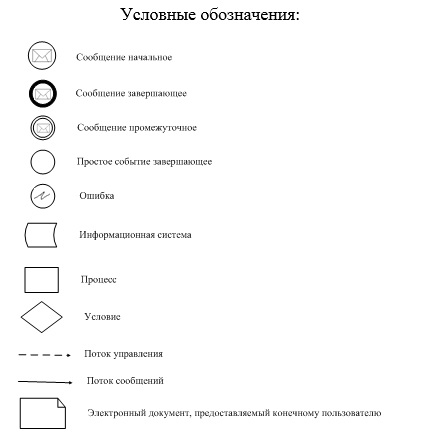 Условные обозначения:
Сообщение начальное
Сообщение завершающее
Сообщение промежуточное
Простое событие завершающее
Ошибка
Информационная система
Процесс
Условие
Поток управления
Поток сообщений
Электронный документ, предоставляемый конечному пользователю